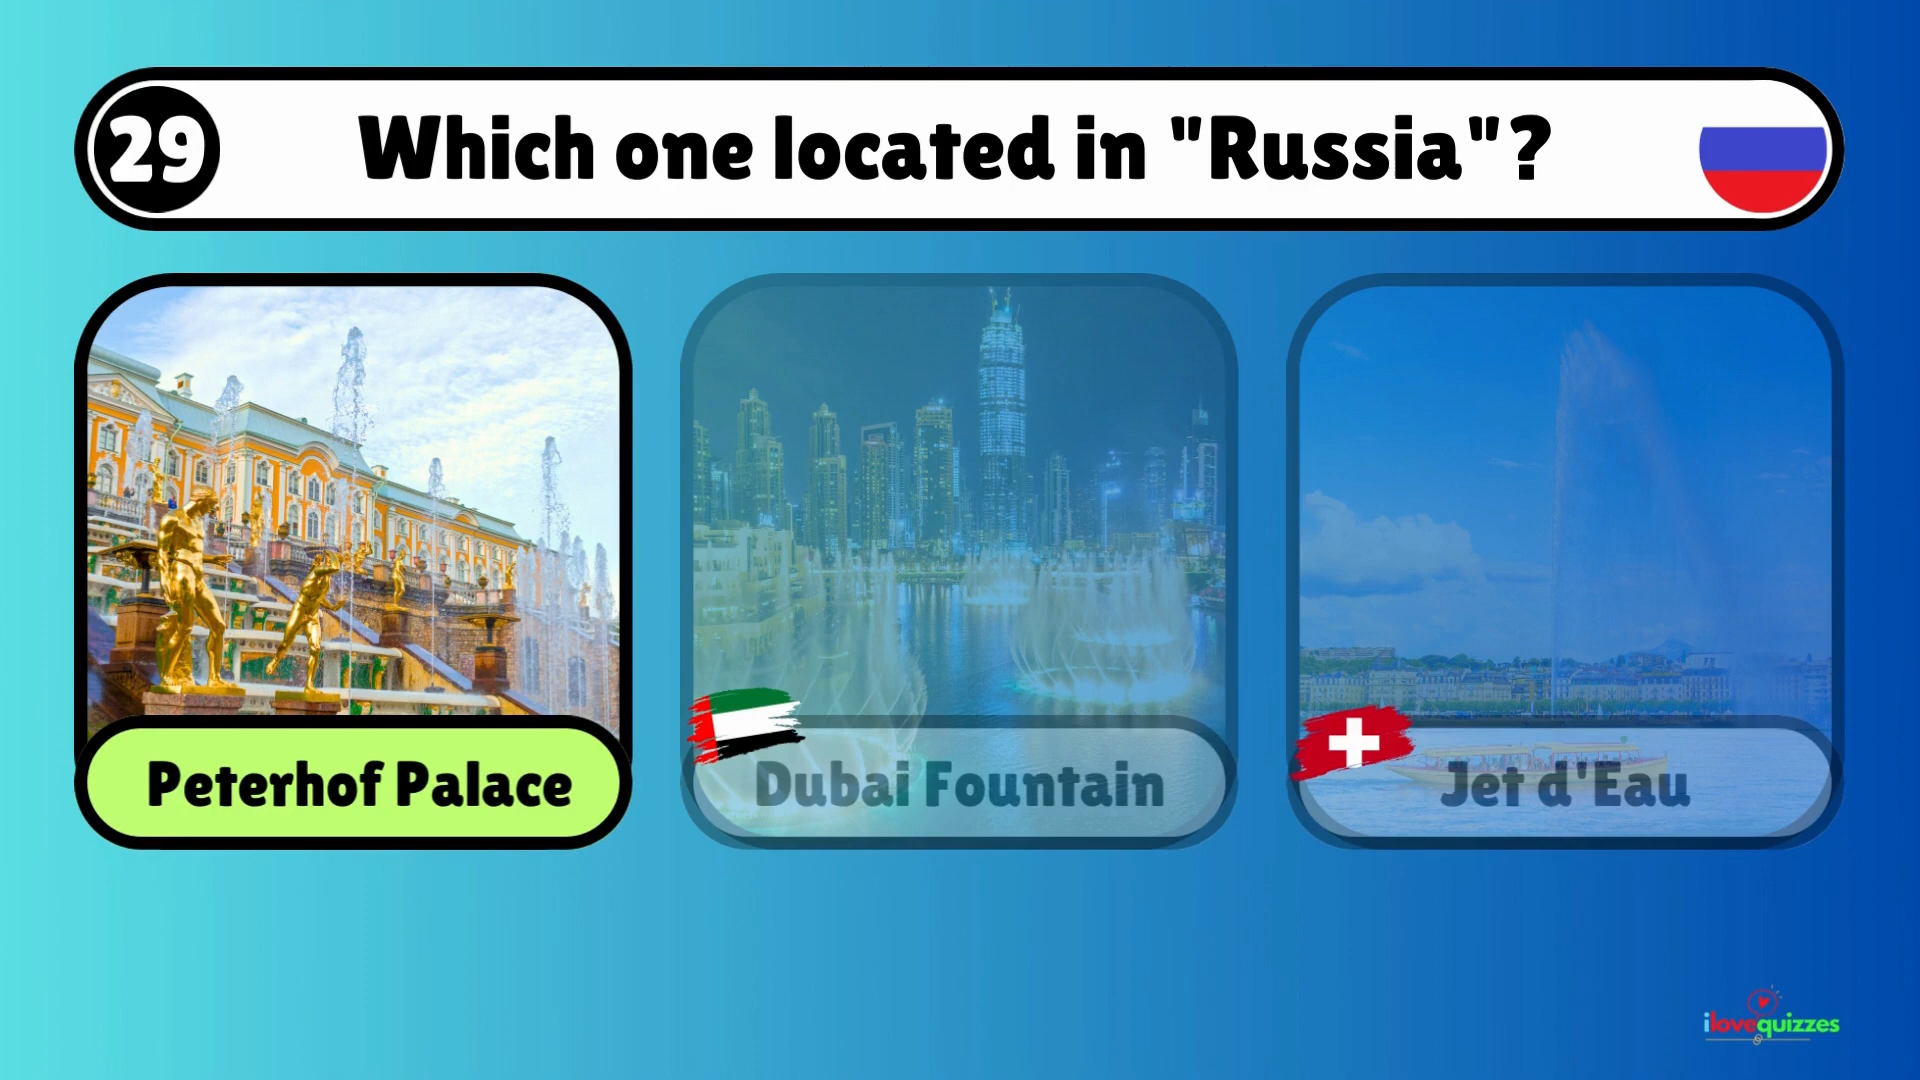 29
Which one located in "Russia"?
Peterhof Palace
Dubai Fountain
Jet d'Eau
ilovequizzes